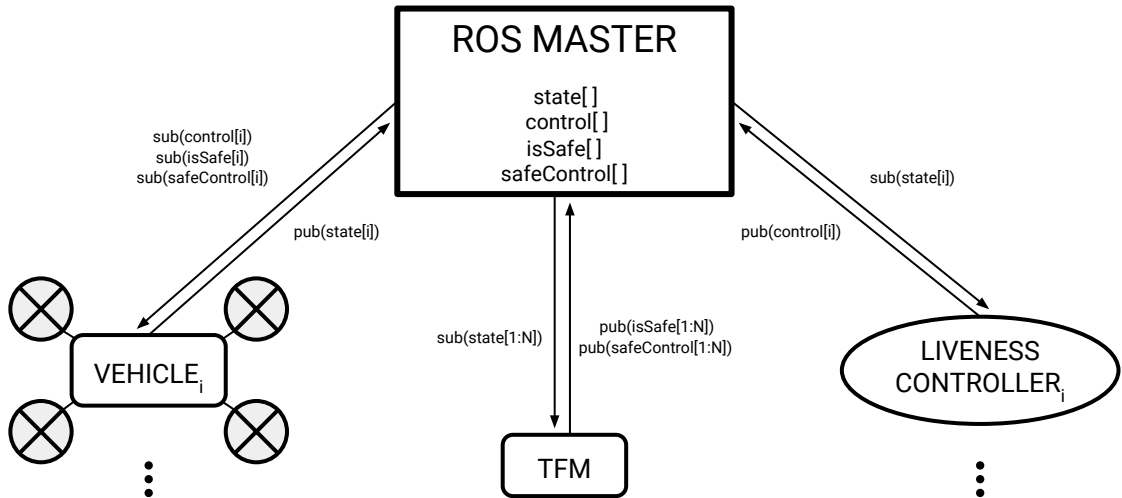 ROS MASTER
state[ ]
control[ ]
isSafe[ ]
safeControl[ ]
sub(control[i])
sub(isSafe[i])
sub(safeControl[i])
pub(state[i])
sub(state[i])
pub(control[i])
sub(state[1:N])
pub(isSafe[1:N])
pub(safeControl[1:N])
VEHICLEi
LIVENESS
CONTROLLERi
TFM